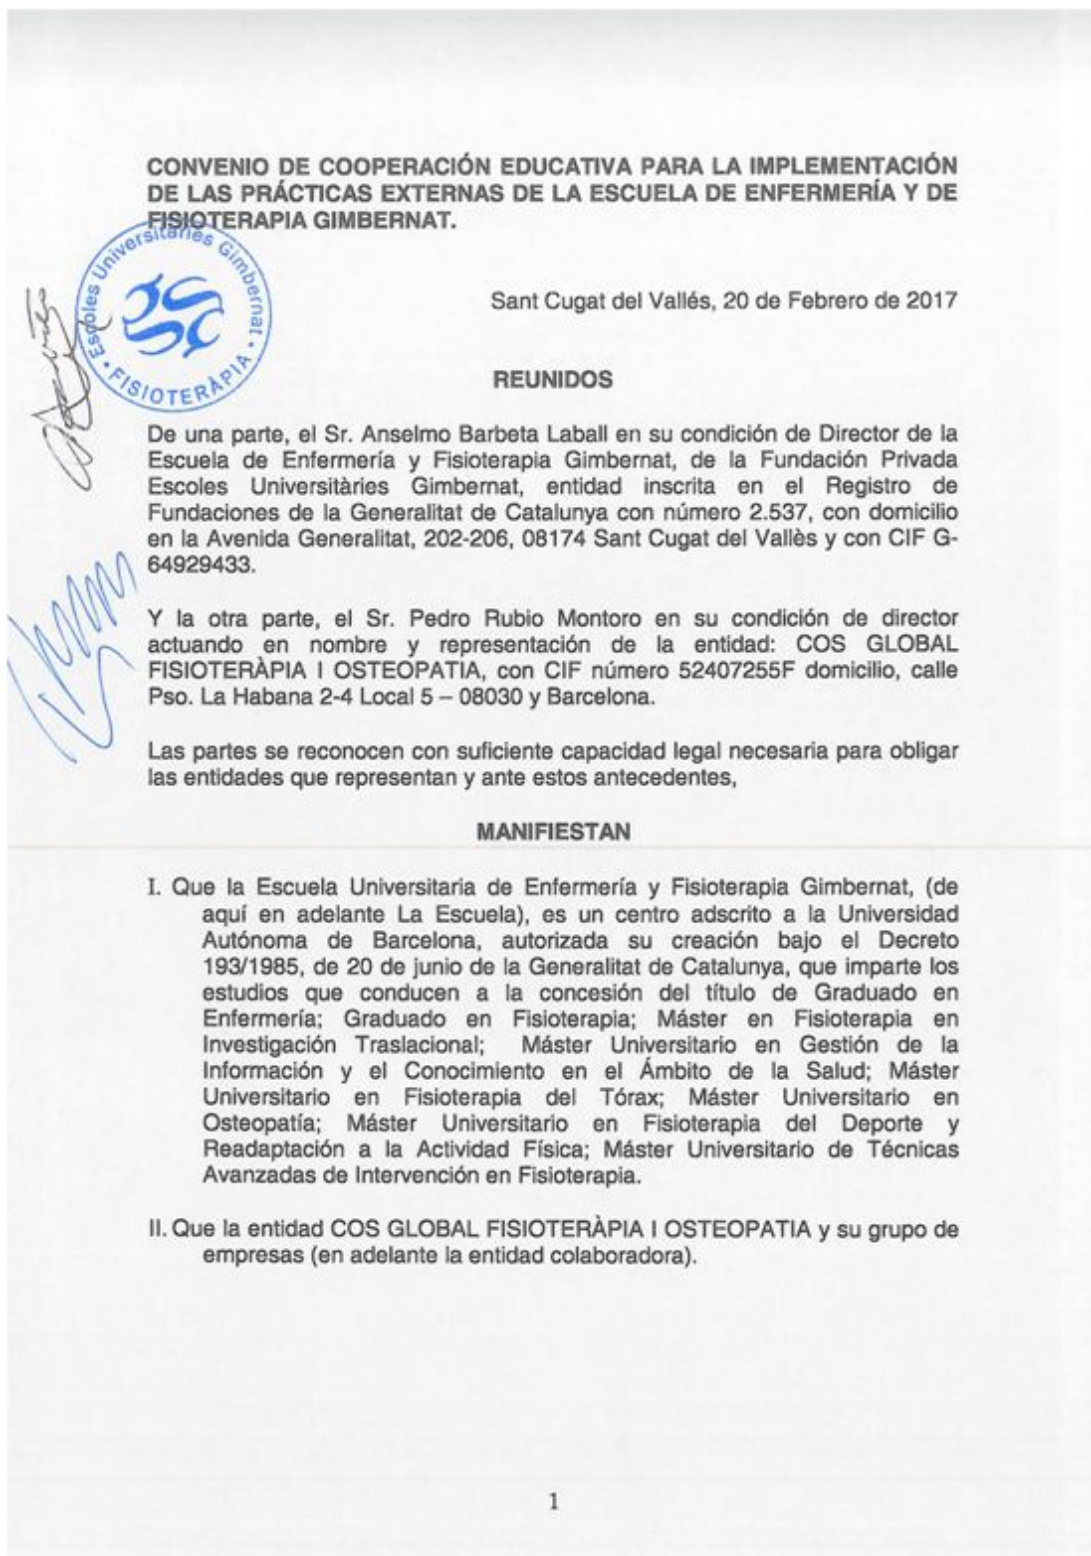 CONVENIO DE COOPERACIÓN EDUCATIVA PARA LA IMPLEMENTACIÓN
DE LAS PRÁCTICAS EXTERNAS DE LA ESCUELA DE ENFERMERÍA Y DE
FISIOTERAPIA GIMBERNAT.
Escoles Universitàries Gimbernat · FISIOTERÀPIA ·
Sant Cugat del Vallés, 20 de Febrero de 2017
REUNIDOS
De una parte, el Sr. Anselmo Barbeta Laball en su condición de Director de la
Escuela de Enfermería y Fisioterapia Gimbernat, de la Fundación Privada
Escoles Universitàries Gimbernat, entidad inscrita en el Registro de
Fundaciones de la Generalitat de Catalunya con número 2.537, con domicilio
en la Avenida Generalitat, 202-206, 08174 Sant Cugat del Vallès y con CIF G-
64929433.
Y la otra parte, el Sr. Pedro Rubio Montoro en su condición de director
actuando en nombre y representación de la entidad: COS GLOBAL
FISIOTERÀPIA I OSTEOPATIA, con CIF número 52407255F domicilio, calle
Pso. La Habana 2-4 Local 5 – 08030 y Barcelona.
Las partes se reconocen con suficiente capacidad legal necesaria para obligar
las entidades que representan y ante estos antecedentes,
MANIFIESTAN
I. Que la Escuela Universitaria de Enfermería y Fisioterapia Gimbernat, (de
aquí en adelante La Escuela), es un centro adscrito a la Universidad
Autónoma de Barcelona, autorizada su creación bajo el Decreto
193/1985, de 20 de junio de la Generalitat de Catalunya, que imparte los
estudios que conducen a la concesión del título de Graduado en
Enfermería; Graduado en Fisioterapia; Máster en Fisioterapia en
Investigación Traslacional; Máster Universitario en Gestión de la
Información y el Conocimiento en el Ámbito de la Salud; Máster
Universitario en Fisioterapia del Tórax; Máster Universitario en
Osteopatía; Máster Universitario en Fisioterapia del Deporte y
Readaptación a la Actividad Física; Máster Universitario de Técnicas
Avanzadas de Intervención en Fisioterapia.
II. Que la entidad COS GLOBAL FISIOTERÀPIA I OSTEOPATIA y su grupo de
empresas (en adelante la entidad colaboradora).
1